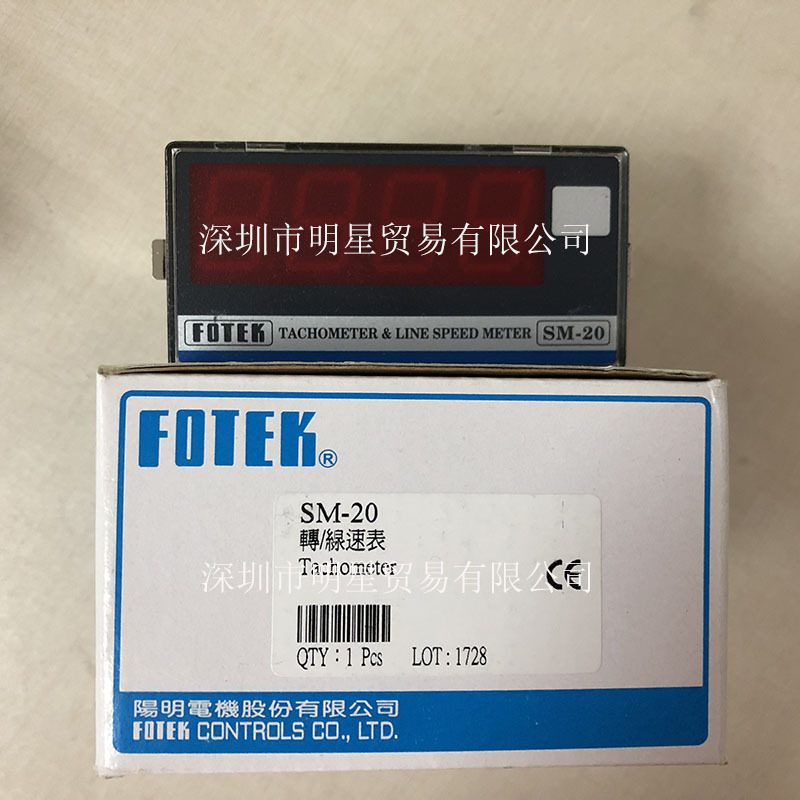 深圳市明星贸易有限公司
FOTEK TACHOMETER & LINE SPEED METER SM-20
FOTEK®
SM-20
轉/線速表
Tachometer
深圳市明星贸易有限公司
CE
QTY：1 Pcs LOT : 1728
陽明電機股份有限公司
FOTEK CONTROLS CO., LTD.